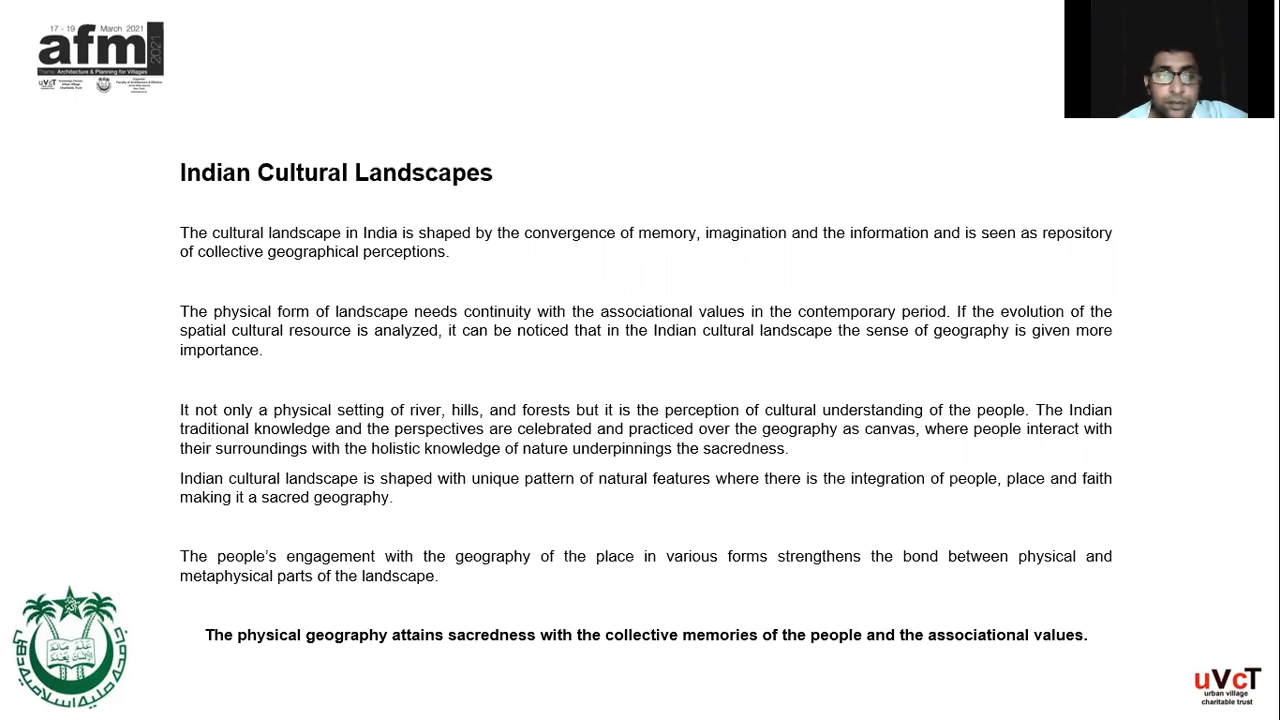 17 - 19 March 2021
afm
2021
Theme: Architecture & Planning for Villages
uVcT
Indian Cultural Landscapes
The cultural landscape in India is shaped by the convergence of memory, imagination and the information and is seen as repository
of collective geographical perceptions.
The physical form of landscape needs continuity with the associational values in the contemporary period. If the evolution of the
spatial cultural resource is analyzed, it can be noticed that in the Indian cultural landscape the sense of geography is given more
importance.
It not only a physical setting of river, hills, and forests but it is the perception of cultural understanding of the people. The Indian
traditional knowledge and the perspectives are celebrated and practiced over the geography as canvas, where people interact with
their surroundings with the holistic knowledge of nature underpinnings the sacredness.
Indian cultural landscape is shaped with unique pattern of natural features where there is the integration of people, place and faith
making it a sacred geography.
The people’s engagement with the geography of the place in various forms strengthens the bond between physical and
metaphysical parts of the landscape.
The physical geography attains sacredness with the collective memories of the people and the associational values.
uVcT
urban village
charitable trust